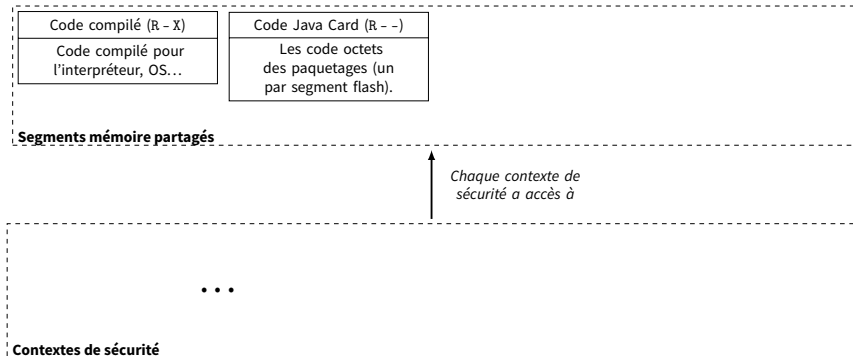 Code compilé (R – X)
Code compilé pour
l'interpréteur, OS…
Code Java Card (R – –)
Les code octets
des paquetages (un
par segment flash).
Segments mémoire partagés
Chaque contexte de
sécurité a accès à
...
Contextes de sécurité